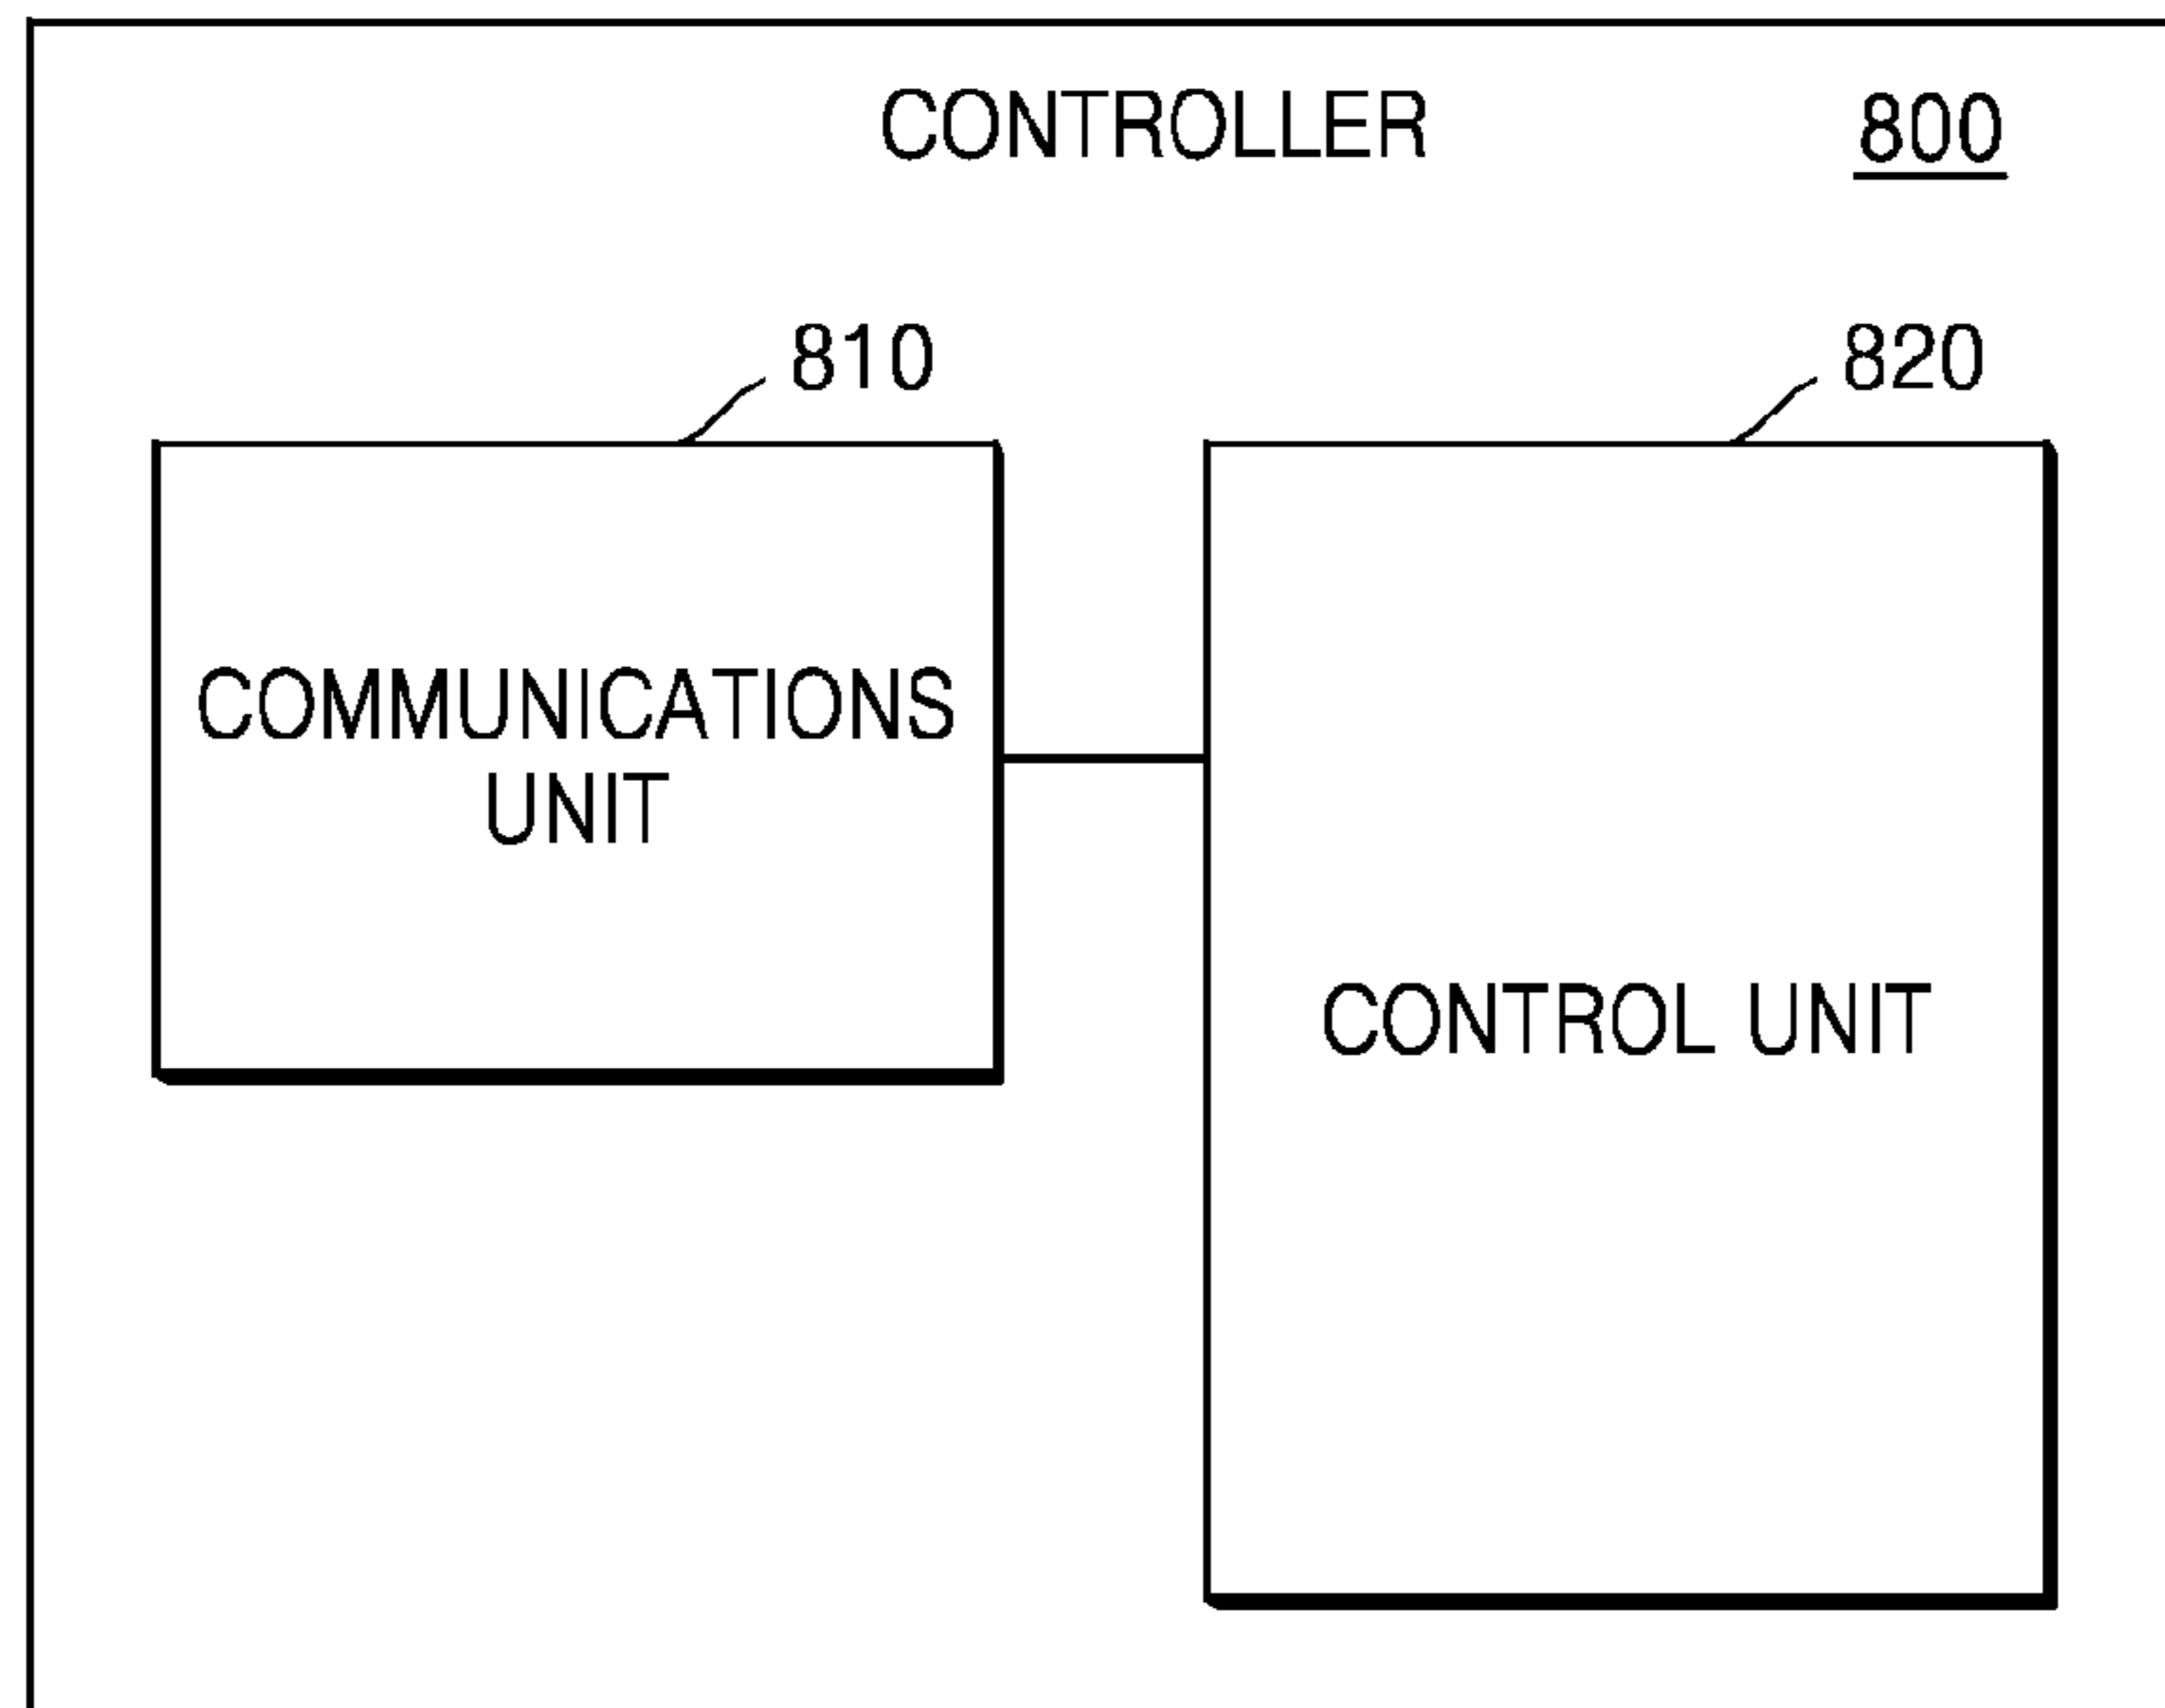 CONTROLLER 800
810
820
COMMUNICATIONS
UNIT
CONTROL UNIT